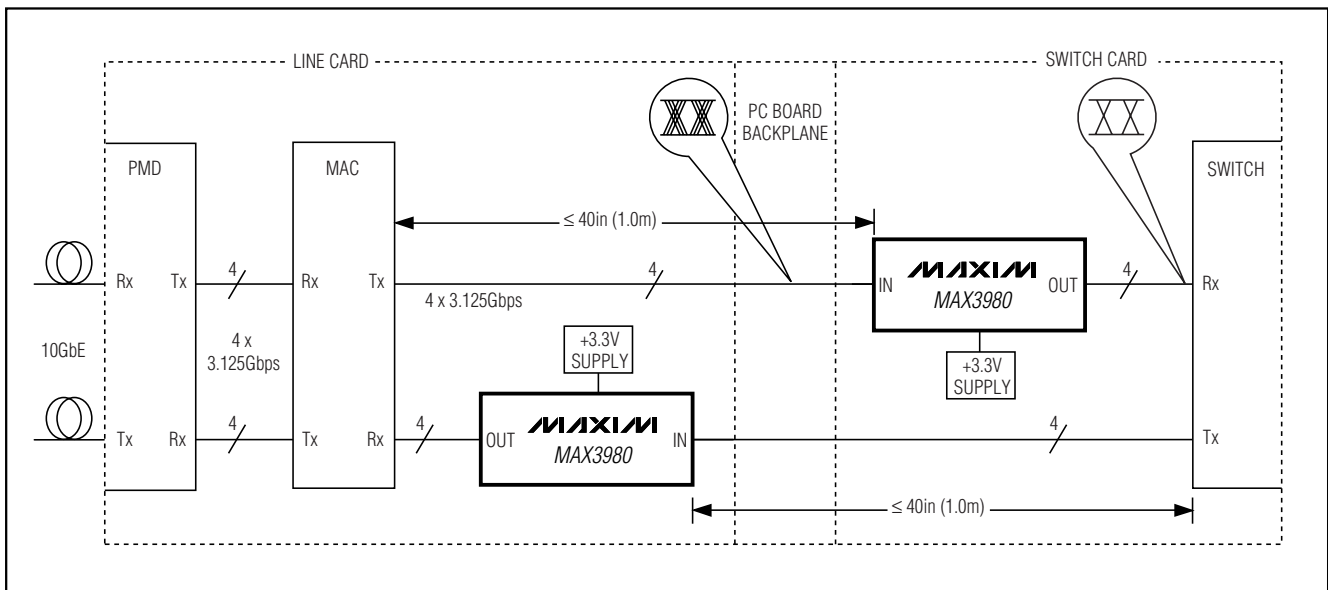 LINE CARD
SWITCH CARD
PC BOARD
BACKPLANE
PMD
MAC
SWITCH
≤ 40in (1.0m)
4
4
MAXIM
4
Rx
Tx
Rx
Tx
IN
MAX3980
OUT
Rx
4 x 3.125Gbps
10GbE
4 x
3.125Gbps
+3.3V
SUPPLY
+3.3V
SUPPLY
4
4
MAXIM
4
Tx
Rx
Tx
Rx
OUT
MAX3980
IN
Tx
≤ 40in (1.0m)